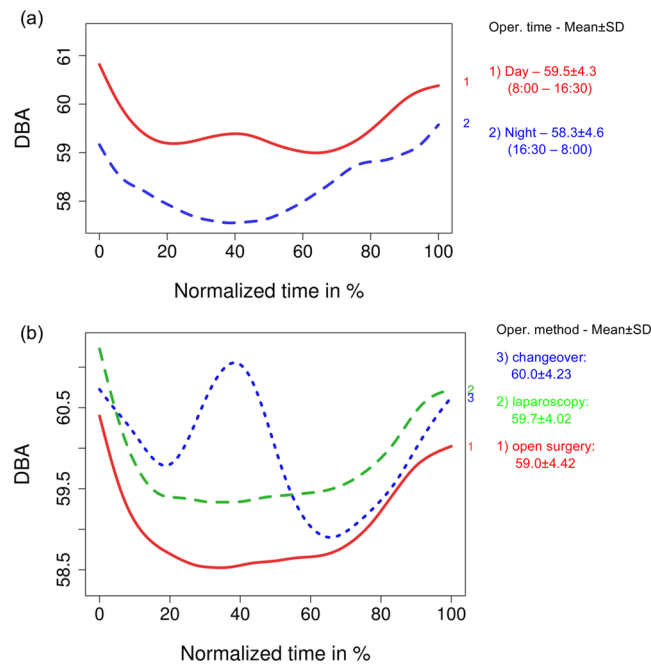 (a)
Oper. time - Mean±SD
61
60
59
58
DBA
1
2
1) Day – 59.5±4.3
(8:00 – 16:30)
2) Night – 58.3±4.6
(16:30 – 8:00)
0 20 40 60 80 100
Normalized time in %
(b)
Oper. method - Mean±SD
60.5
59.5
58.5
DBA
2
3
1
3) changeover:
60.0±4.23
2) laparoscopy:
59.7±4.02
1) open surgery:
59.0±4.42
0 20 40 60 80 100
Normalized time in %